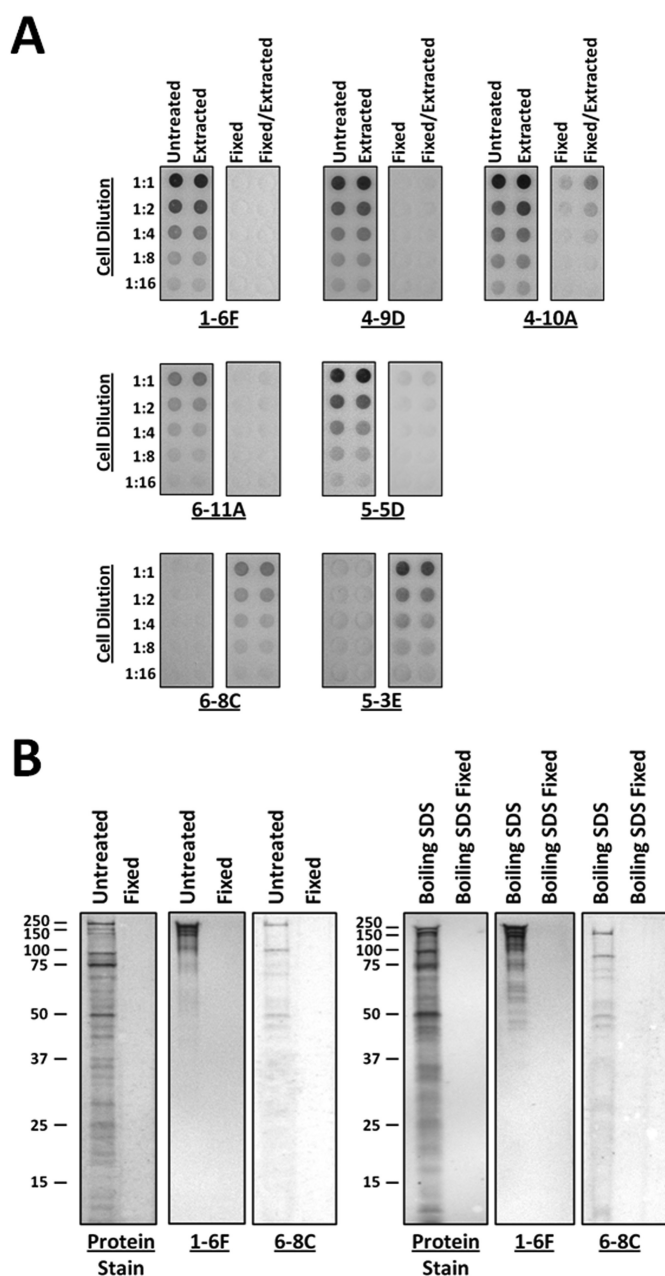 A
Untreated Extracted Fixed Fixed/Extracted Untreated Extracted Fixed Fixed/Extracted Untreated Extracted Fixed Fixed/Extracted
Cell Dilution
1:1
1:2
1:4
1:8
1:16
1-6F 4-9D 4-10A
Cell Dilution
1:1
1:2
1:4
1:8
1:16
6-11A 5-5D
Cell Dilution
1:1
1:2
1:4
1:8
1:16
6-8C 5-3E
B
Untreated Fixed Untreated Fixed Untreated Fixed Boiling SDS Boiling SDS Fixed Boiling SDS Boiling SDS Fixed Boiling SDS Boiling SDS Fixed
250 250
150 150
100 100
75 75
50 50
37 37
25 25
15 15
Protein 1-6F 6-8C Protein 1-6F 6-8C
Stain Stain